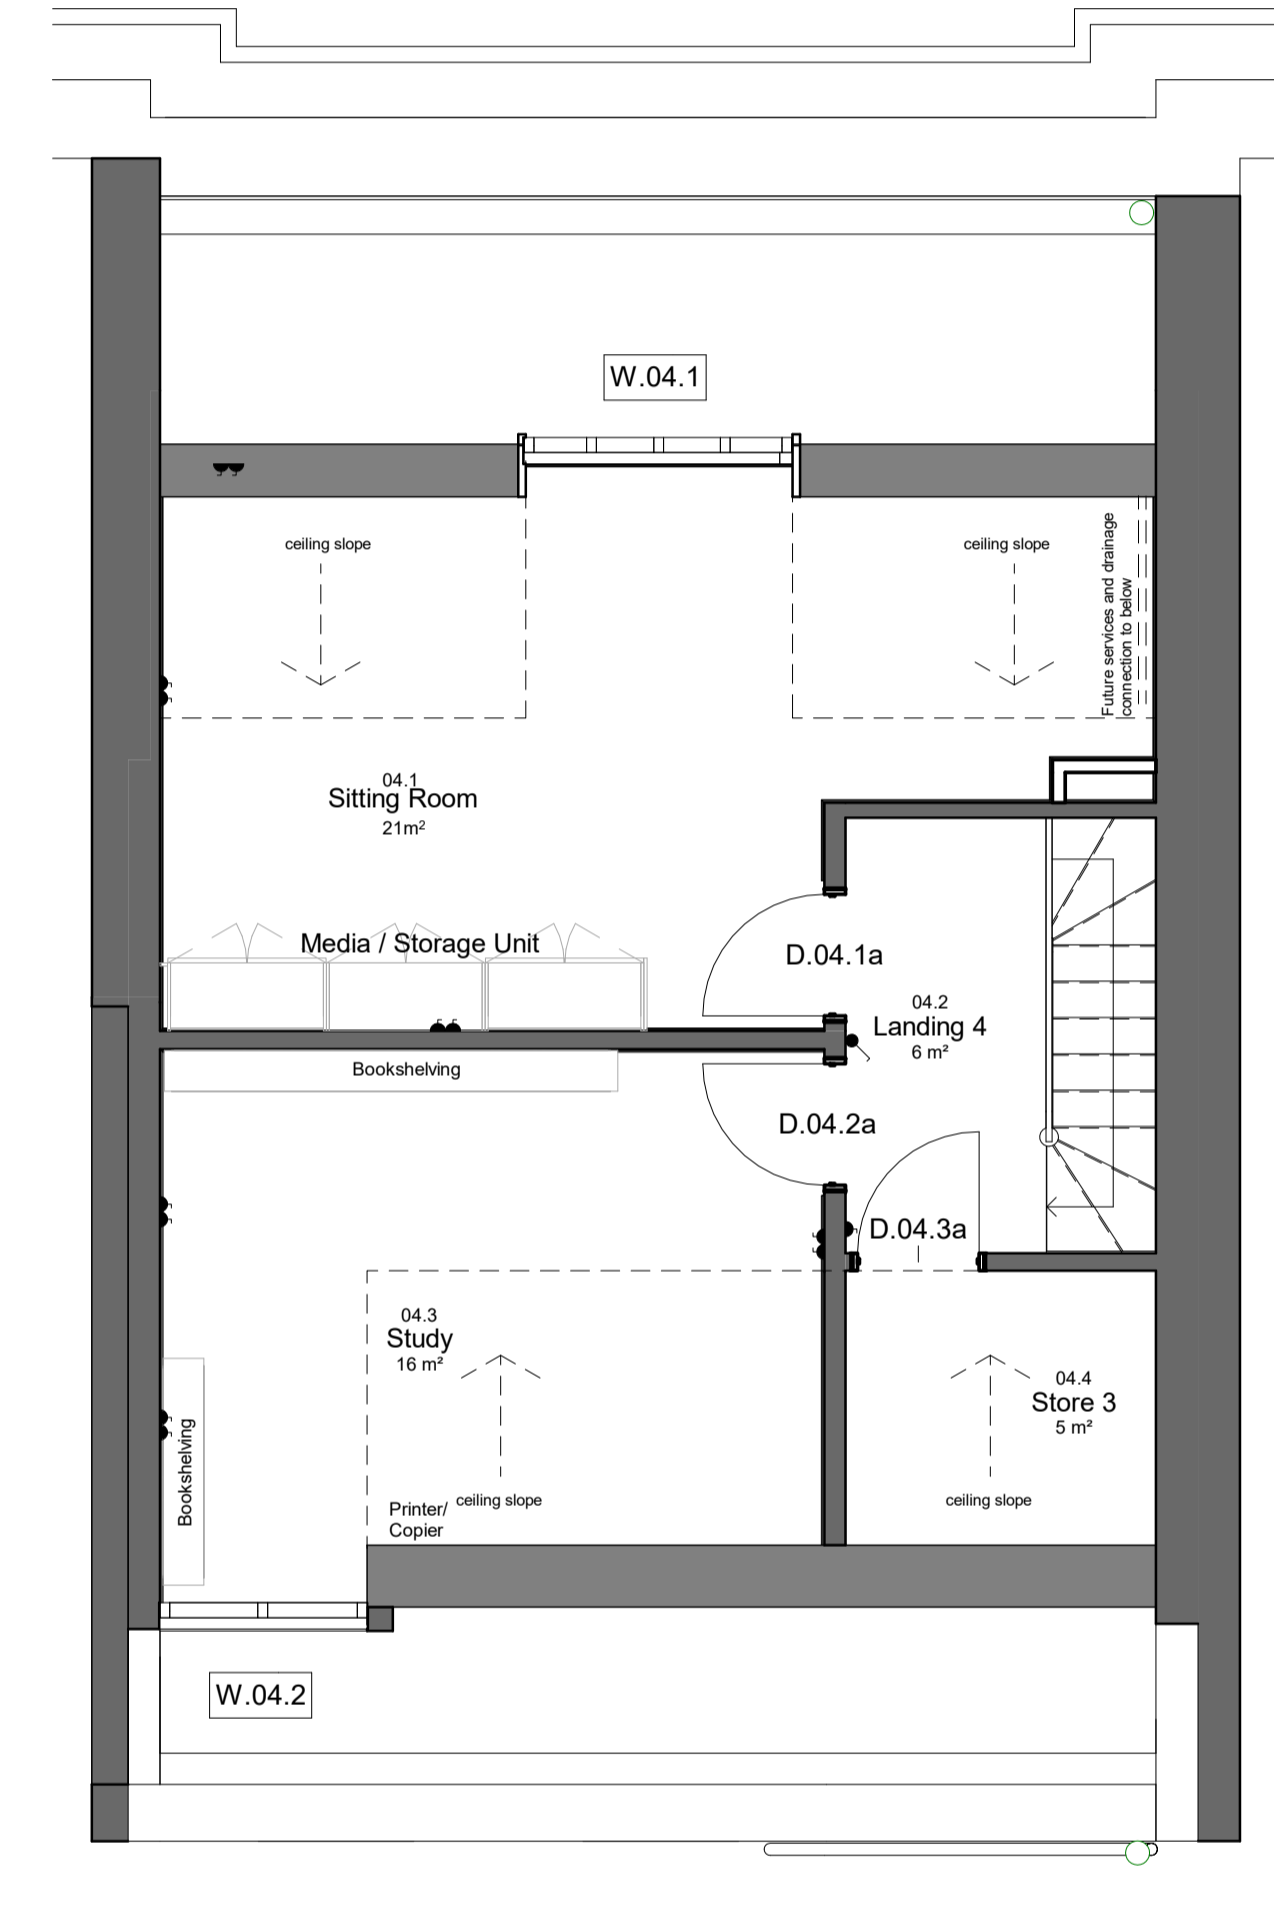 W.04.1
ceiling slope
ceiling slope
Future services and drainage
connection to below
04.1
Sitting Room
21m²
Media / Storage Unit
D.04.1a
04.2
Landing 4
6 m²
Bookshelving
D.04.2a
D.04.3a
04.3
Study
16 m²
04.4
Store 3
5 m²
Bookshelving
Printer/
Copier
ceiling slope
ceiling slope
W.04.2